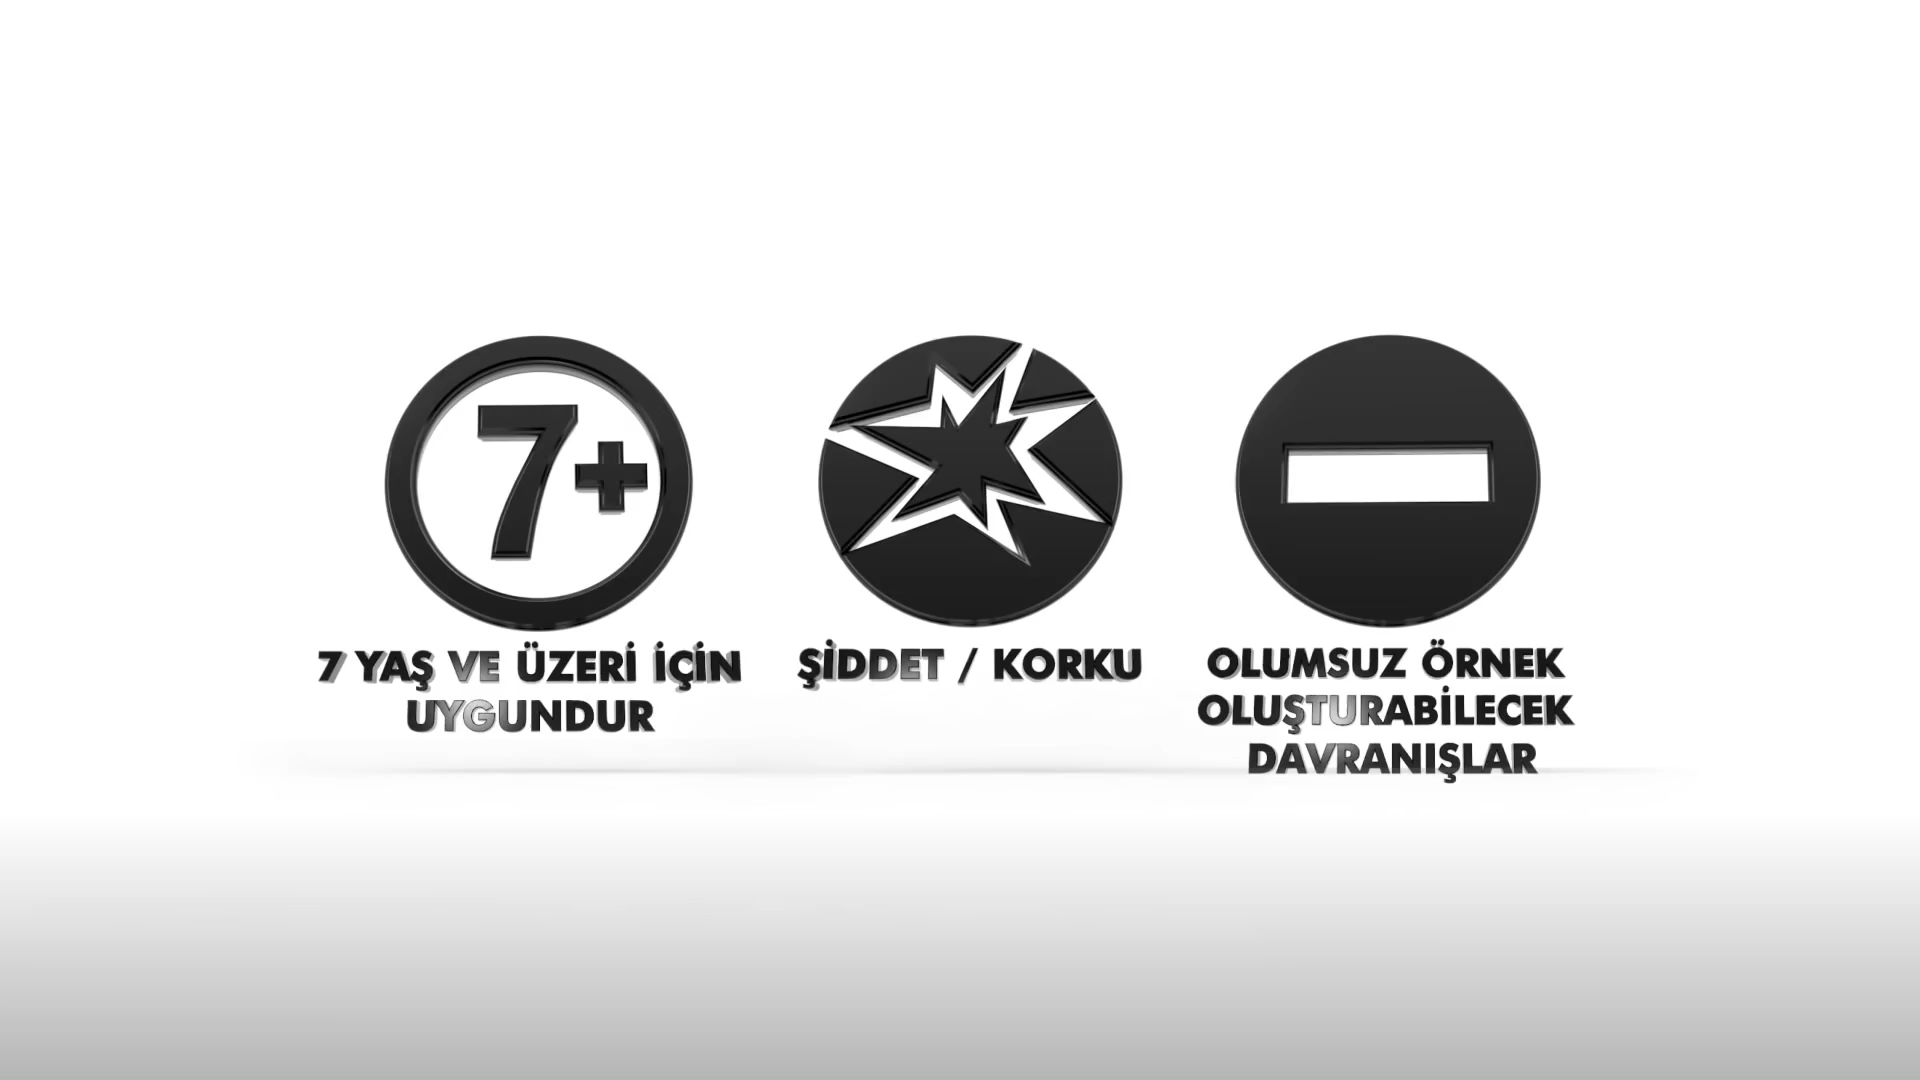 7+
7 YAŞ VE ÜZERİ İÇİN
UYGUNDUR
ŞİDDET / KORKU
OLUMSUZ ÖRNEK
OLUŞTURABİLECEK
DAVRANIŞLAR